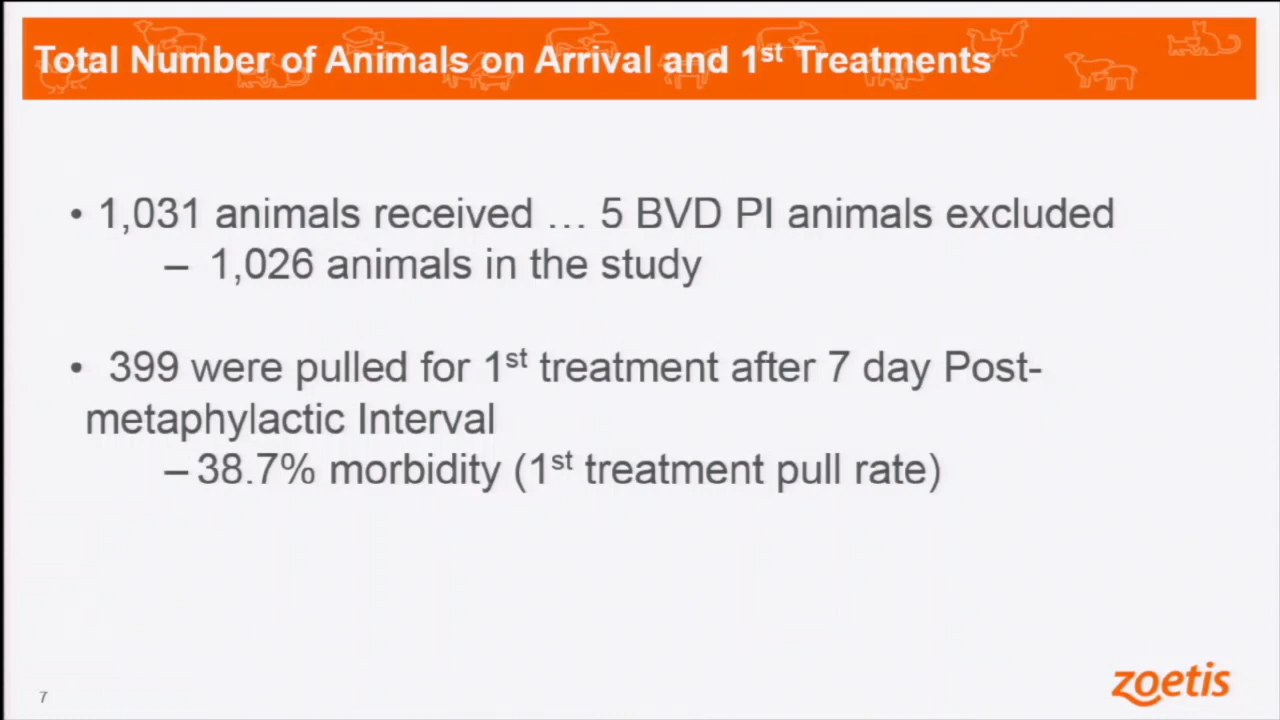 Total Number of Animals on Arrival and 1st Treatments
• 1,031 animals received … 5 BVD PI animals excluded
– 1,026 animals in the study
• 399 were pulled for 1st treatment after 7 day Post-
metaphylactic Interval
– 38.7% morbidity (1st treatment pull rate)
7
zoetis